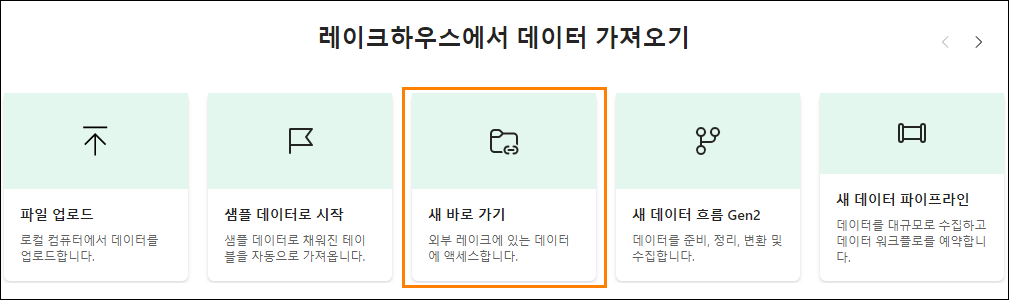 레이크하우스에서 데이터 가져오기
파일 업로드
로컬 컴퓨터에서 데이터를
업로드합니다.
샘플 데이터로 시작
샘플 데이터로 채워진 테이
블을 자동으로 가져옵니다.
새 바로 가기
외부 레이크에 있는 데이터
에 액세스합니다.
새 데이터 흐름 Gen2
데이터를 준비, 정리, 변환 및
수집합니다.
새 데이터 파이프라인
데이터를 대규모로 수집하고
데이터 워크플로를 예약합니
다.